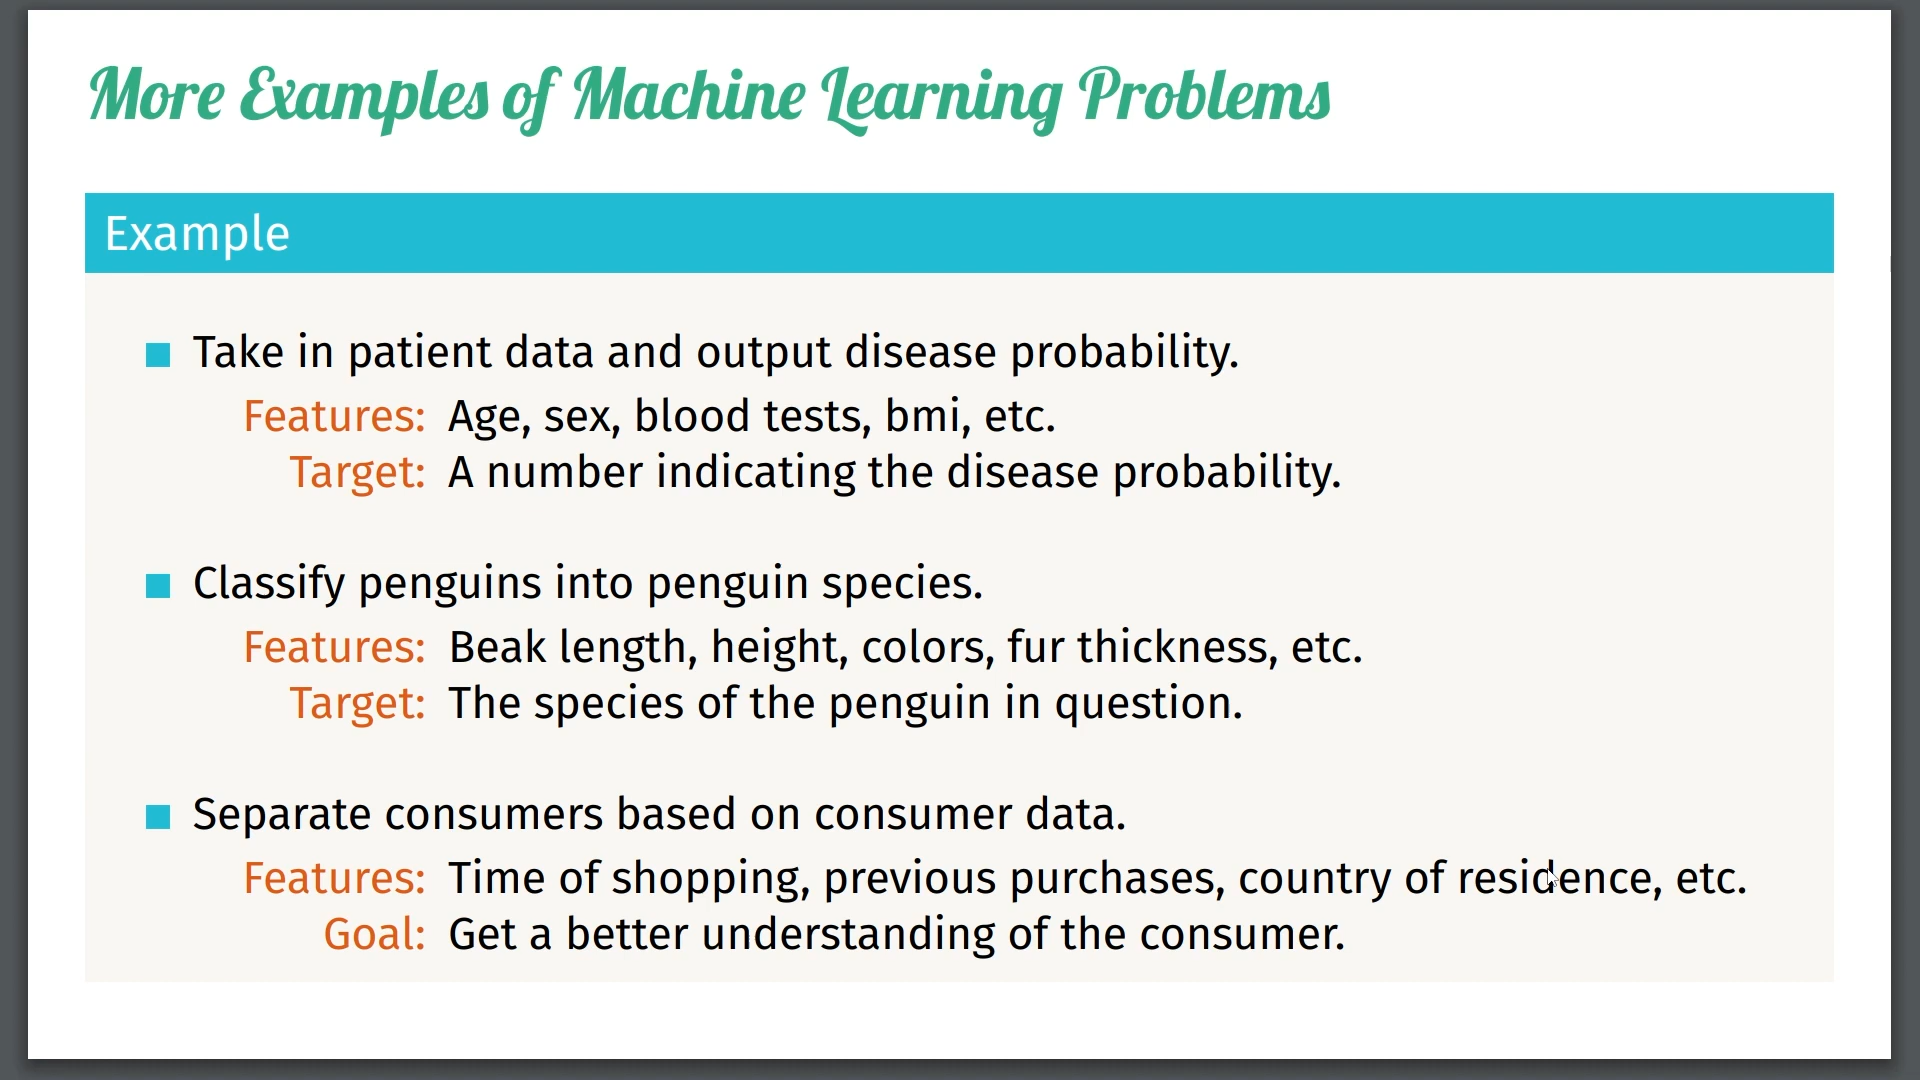 More Examples of Machine Learning Problems
Example
Take in patient data and output disease probability.
Features: Age, sex, blood tests, bmi, etc.
Target: A number indicating the disease probability.
Classify penguins into penguin species.
Features: Beak length, height, colors, fur thickness, etc.
Target: The species of the penguin in question.
Separate consumers based on consumer data.
Features: Time of shopping, previous purchases, country of residence, etc.
Goal: Get a better understanding of the consumer.